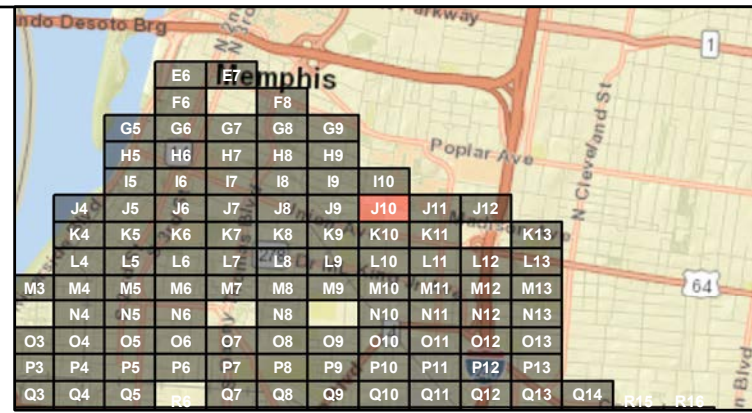 ndo Desoto Brg
N 2nd
N 3rd
Parkway
1
Memphis
E6 E7
F6 F8
G5 G6 G7 G8 G9
Poplar Ave
N Cleveland St
H5 H6 H7 H8 H9
I5 I6 I7 I8 I9 I10
J4 J5 J6 J7 J8 J9 J10 J11 J12
K4 K5 K6 K7 K8 K9 K10 K11 K13
L4 L5 L6 L7 L8 L9 L10 L11 L12 L13
M3 M4 M5 M6 M7 M8 M9 M10 M11 M12 M13
64
N4 N5 N6 N8 N10 N11 N12 N13
O3 O4 O5 O6 O7 O8 O9 O10 O11 O12 O13
P3 P4 P5 P6 P7 P8 P9 P10 P11 P12 P13
n Blvd
Q3 Q4 Q5 Q7 Q8 Q9 Q10 Q11 Q12 Q13 Q14
R6 R15 R16